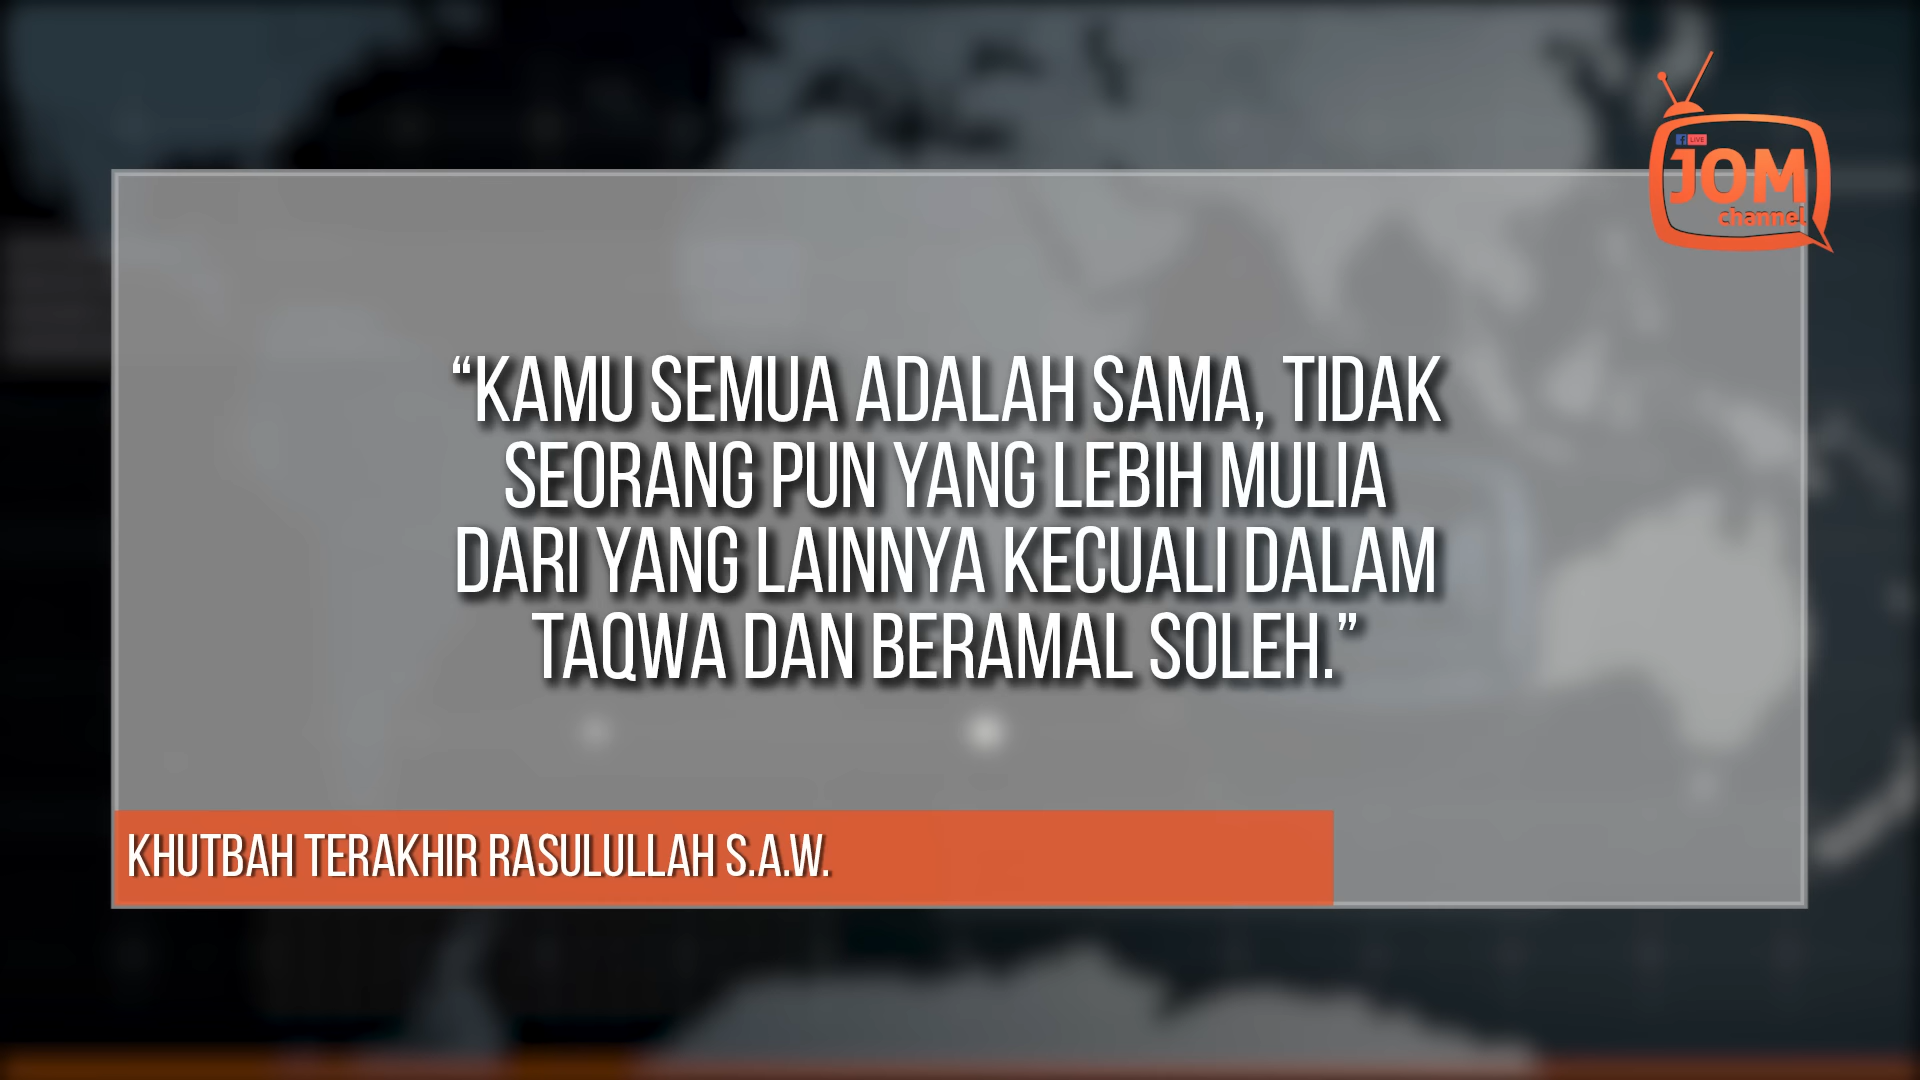 f LIVE
JOM
channel
“KAMU SEMUA ADALAH SAMA, TIDAK
SEORANG PUN YANG LEBIH MULIA
DARI YANG LAINNYA KECUALI DALAM
TAQWA DAN BERAMAL SOLEH.”
KHUTBAH TERAKHIR RASULULLAH S.A.W.